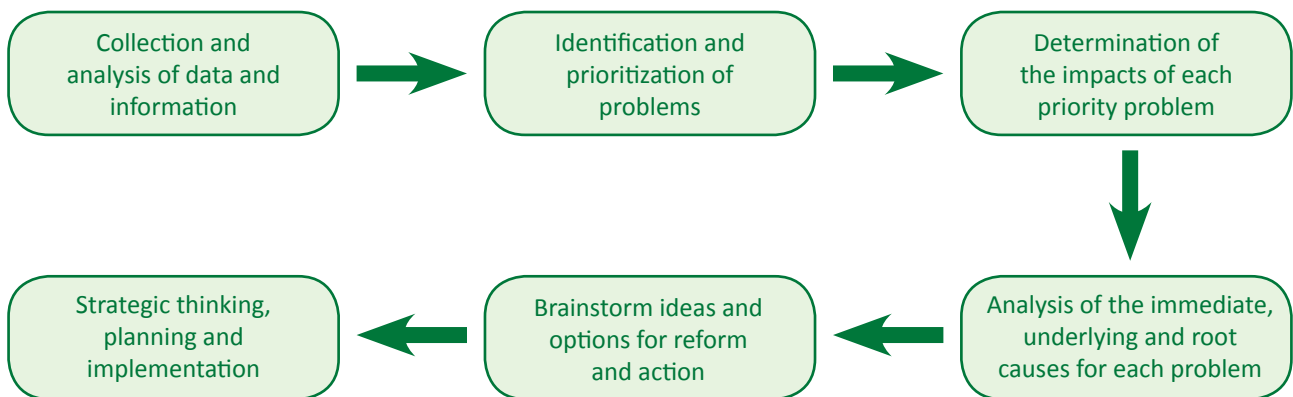 Collection and
analysis of data and
information
Identification and
prioritization of
problems
Determination of
the impacts of each
priority problem
Analysis of the immediate,
underlying and root
causes for each problem
Brainstorm ideas and
options for reform
and action
Strategic thinking,
planning and
implementation